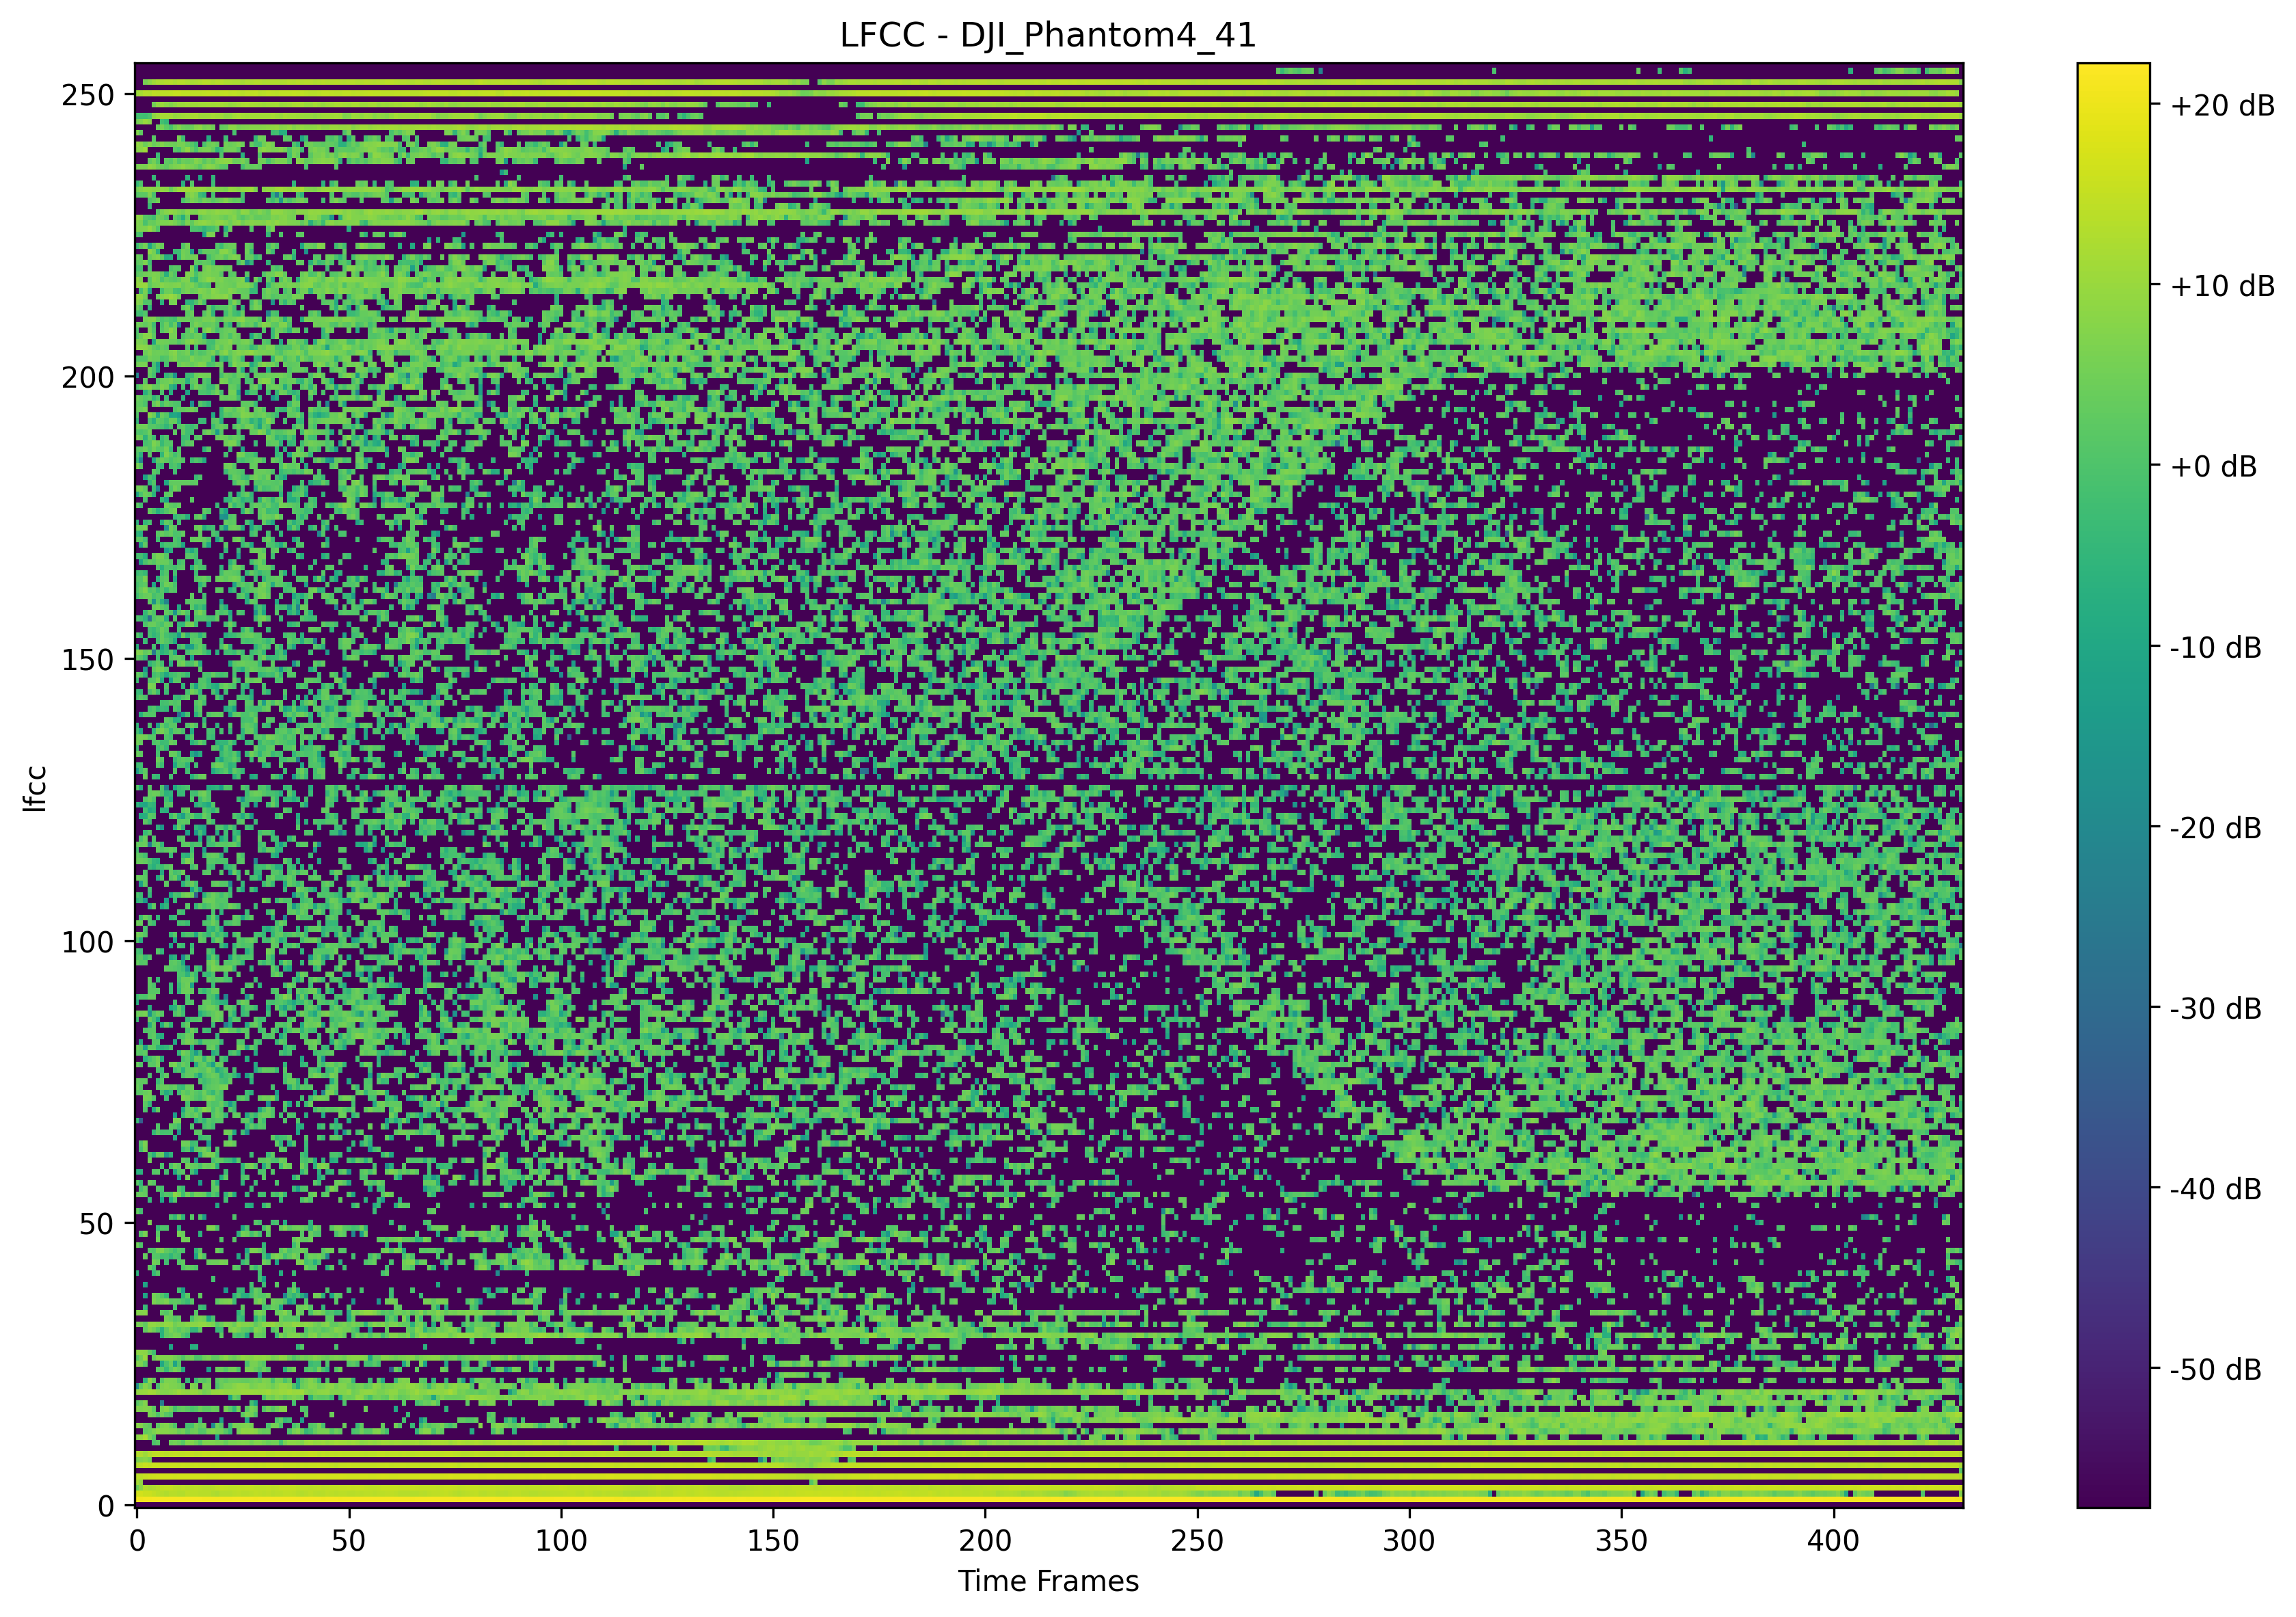 LFCC - DJI_Phantom4_41
250
200
150
100
50
0
lfcc
0 50 100 150 200 250 300 350 400
Time Frames
+20 dB
+10 dB
+0 dB
-10 dB
-20 dB
-30 dB
-40 dB
-50 dB